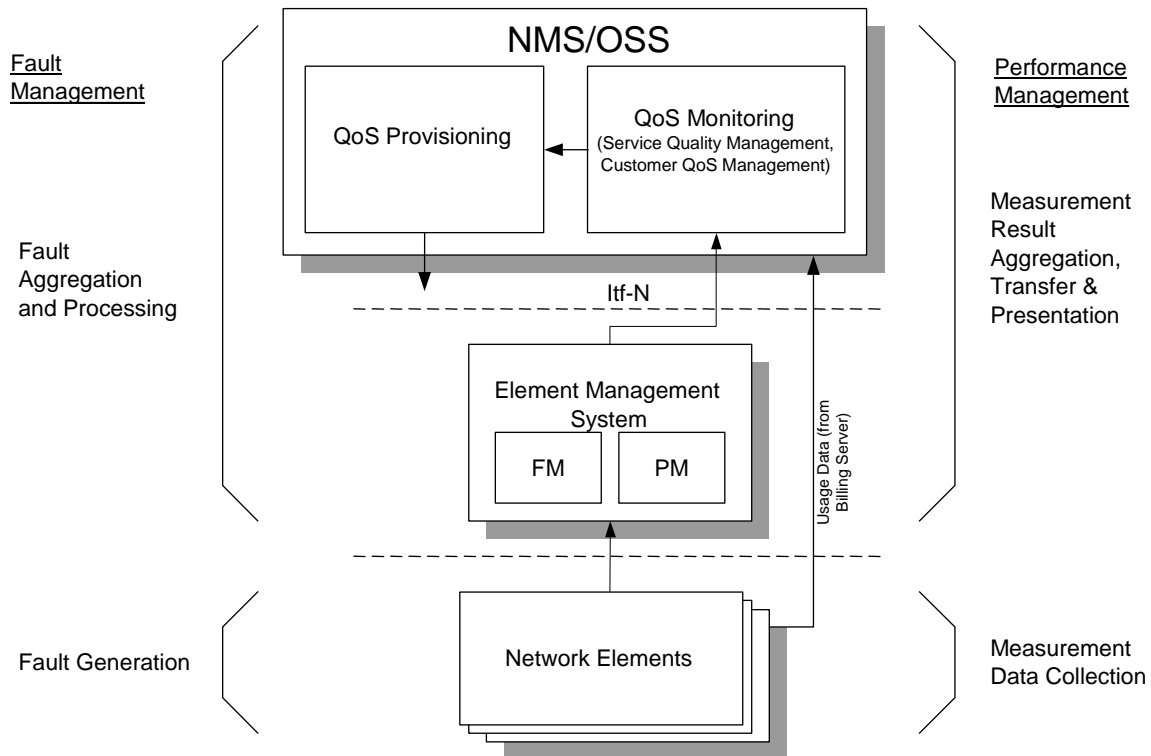 NMS/OSS
Fault
Management
Performance
Management
QoS Provisioning
QoS Monitoring
(Service Quality Management,
Customer QoS Management)
Fault
Aggregation
and Processing
Measurement
Result
Aggregation,
Transfer &
Presentation
Itf-N
Element Management
System
FM
PM
Usage Data (from
Billing Server)
Fault Generation
Network Elements
Measurement
Data Collection